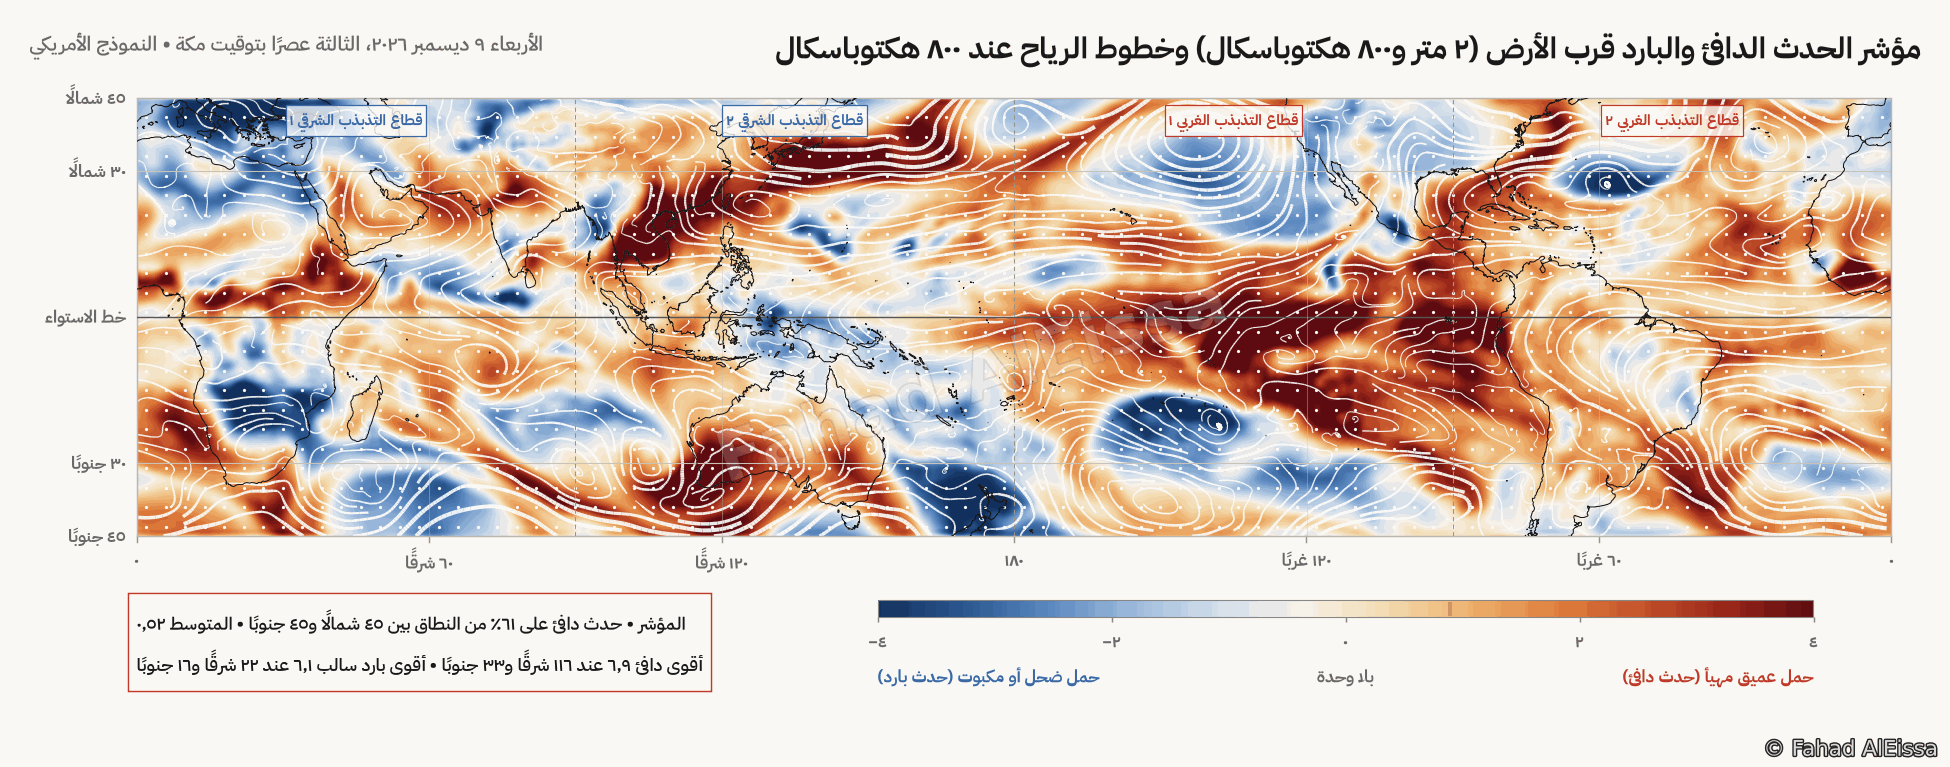 مؤشر الحدث الدافئ والبارد قرب الأرض (٢ متر و٨٠٠ هكتوباسكال) وخطوط الرياح عند ٨٠٠ هكتوباسكال
الأربعاء ٩ ديسمبر ٢٠٢٦، الثالثة عصرًا بتوقيت مكة • النموذج الأمريكي
قطاع التذبذب الشرقي ١
قطاع التذبذب الشرقي ٢
قطاع التذبذب الغربي ١
قطاع التذبذب الغربي ٢
٤٥ شمالًا
٣٠ شمالًا
خط الاستواء
٣٠ جنوبًا
٤٥ جنوبًا
٠
٦٠ شرقًا
١٢٠ شرقًا
١٨٠
١٢٠ غربًا
٦٠ غربًا
٠
Fahad AlEissa
المؤشر • حدث دافئ على ٦١٪ من النطاق بين ٤٥ شمالًا و٤٥ جنوبًا • المتوسط ٠,٥٢
أقوى دافئ ٦,٩ عند ١١٦ شرقًا و٣٣ جنوبًا • أقوى بارد سالب ٦,١ عند ٢٢ شرقًا و١٦ جنوبًا
−٤
−٢
٠
٢
٤
حمل ضحل أو مكبوت (حدث بارد)
بلا وحدة
حمل عميق مهيأ (حدث دافئ)
© Fahad AlEissa